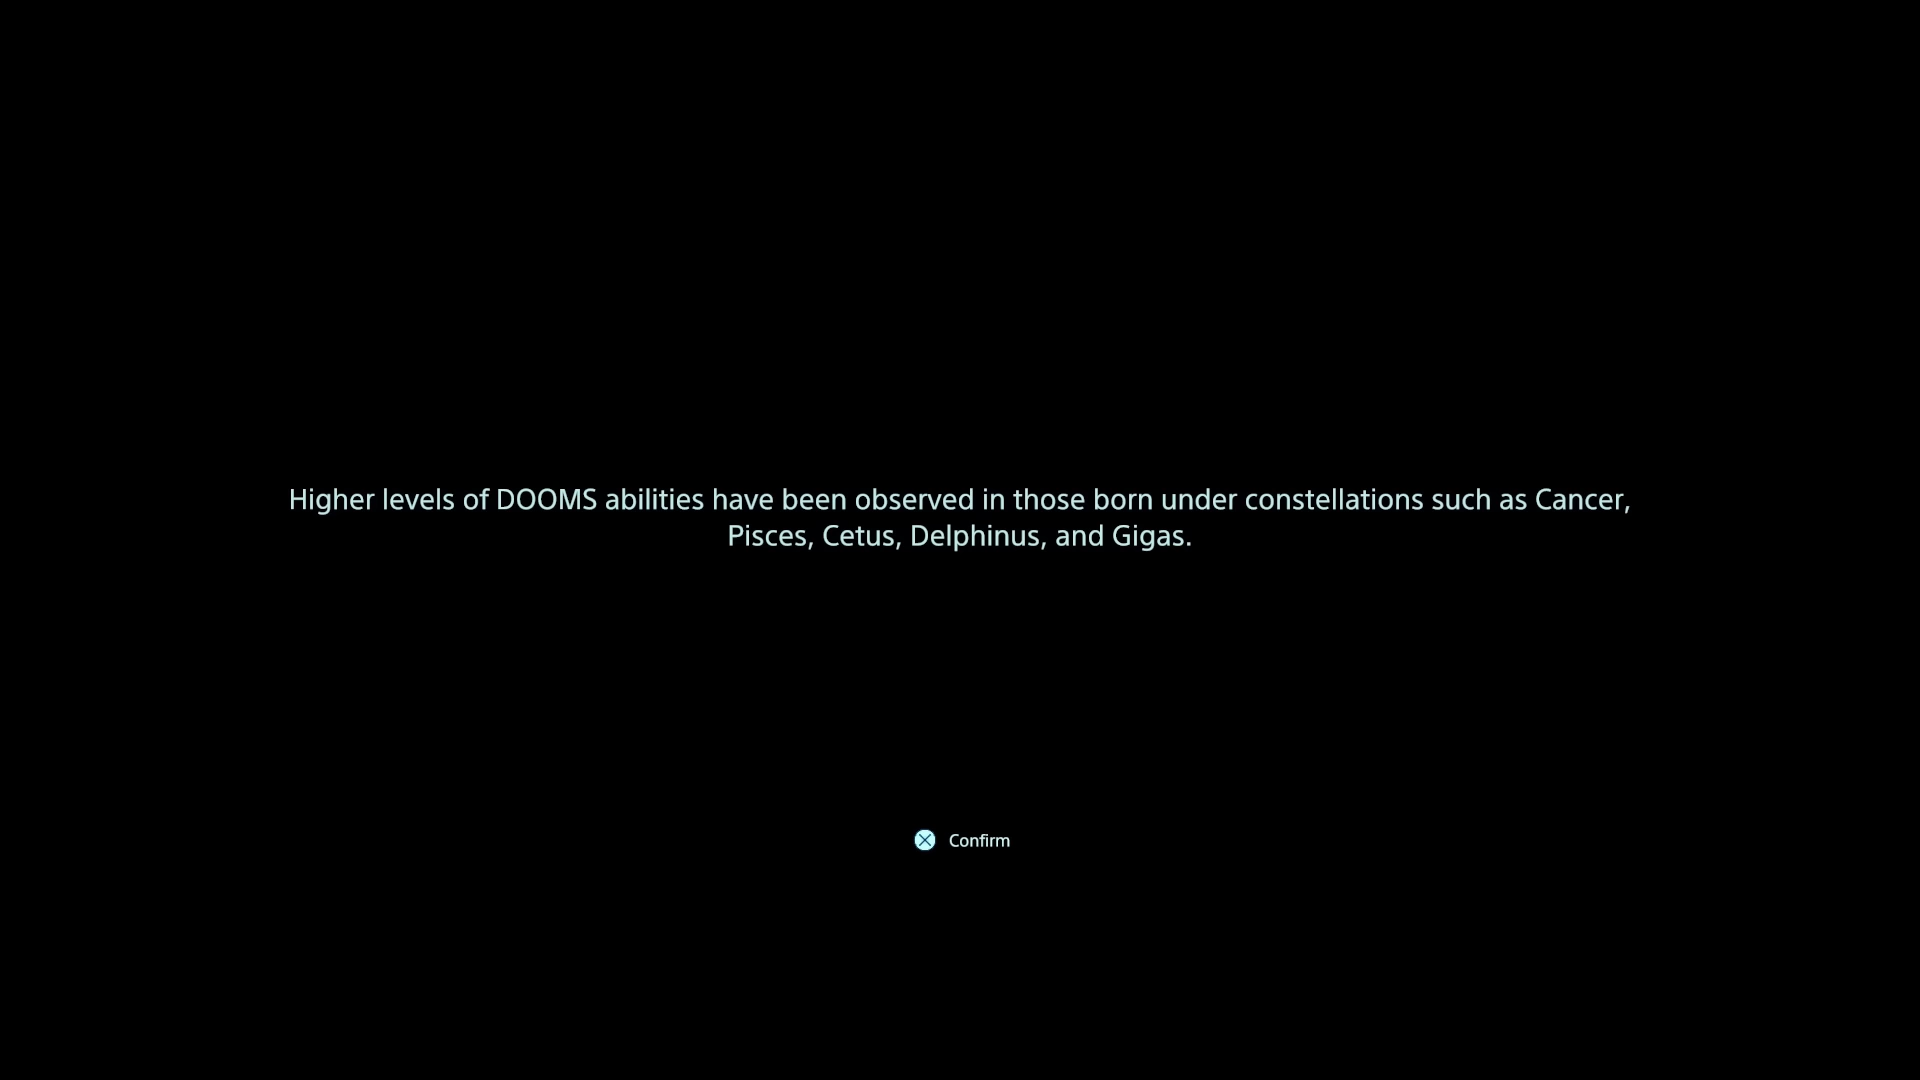 Higher levels of DOOMS abilities have been observed in those born under constellations such as Cancer,
Pisces, Cetus, Delphinus, and Gigas.
Confirm